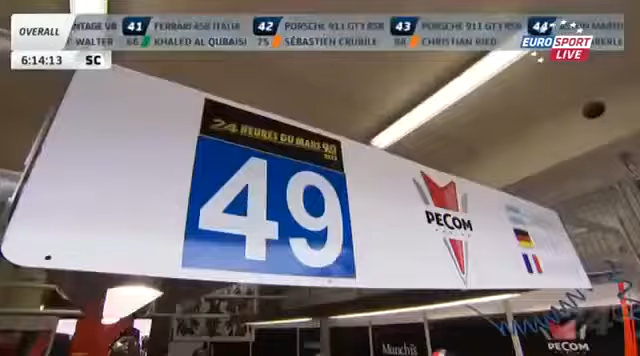 OVERALL
NTAGE V8 41 FERRARI 458 ITALIA 42 PORSCHE 911 GT3 RSR 43 PORSCHE 911 GT3 RSR 44
WALTER 66 KHALED AL QUBAISI 75 SÉBASTIEN CRUBILÉ 88 CHRISTIAN RIED
EUROSPORT
LIVE
6:14:13 SC
24 HEURES DU MANS 90
49
PECOM
Munchi's
PECOM